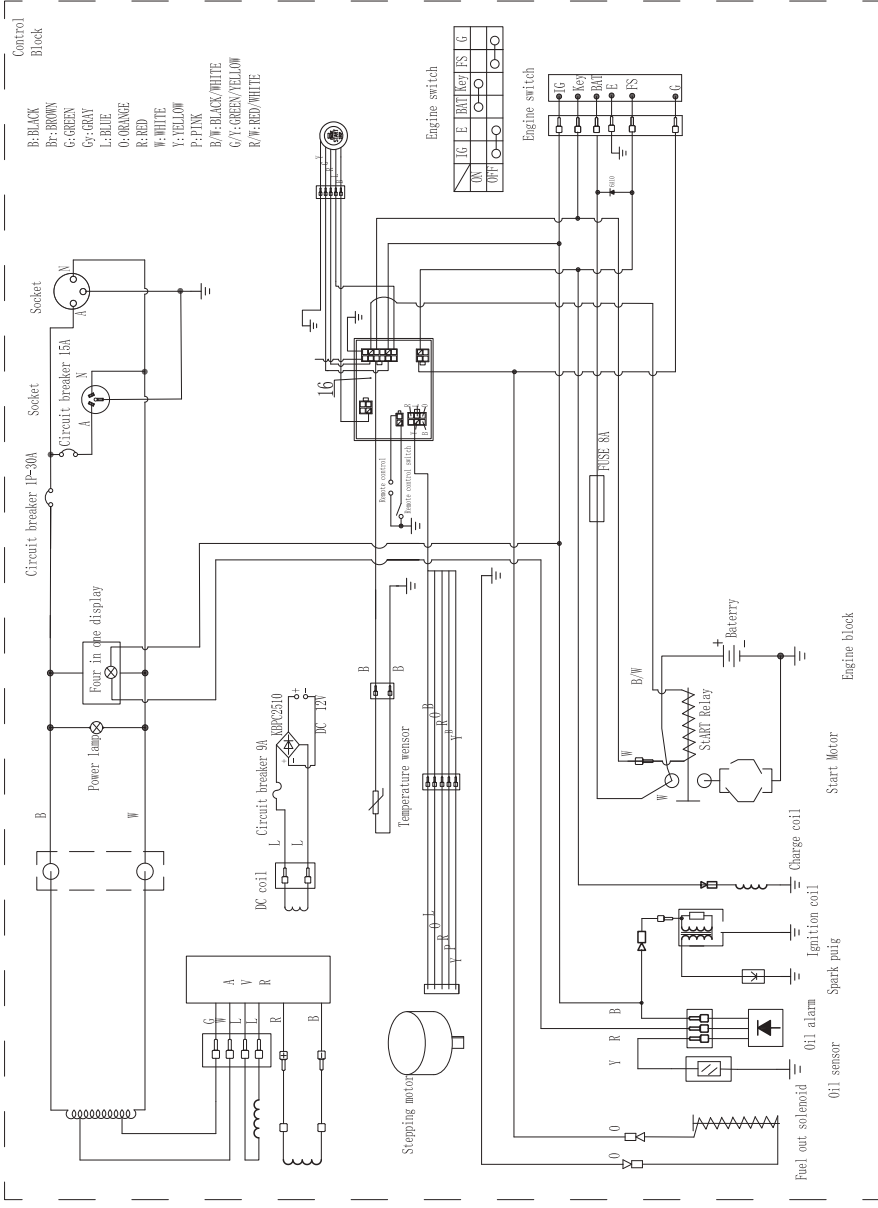 Control
Block
B:BLACK
Br:BROWN
G:GREEN
Gy:GRAY
L:BLUE
O:ORANGE
R:RED
W:WHITE
Y:YELLOW
P:PINK
B/W:BLACK/WHITE
G/Y:GREEN/YELLOW
R/W:RED/WHITE
Engine switch
IG E BAT Key FS G
ON
OFF
Engine switch
IG
Key
BAT
E
FS
G
Socket
A N
Socket
A N
Circuit breaker 15A
Circuit breaker 1P-30A
Four in one display
Power lamp
B
W
16
Remote control
Remote control switch
6A10
FUSE 8A
KBPC2510
Circuit breaker 9A
+ -
DC 12V
+
-
L
L
DC coil
B
B
Temperature wensor
B
O
R
P
Y
L
O
R
P
Y
Stepping motor
A V R
G
W
L
L
R
B
B/W
W
W
StART Relay
+
-
Baterry
Engine block
Start Motor
Charge coil
Ignition coil
Spark puig
Oil alarm
Oil sensor
Y R B
O
O
Fuel out solenoid